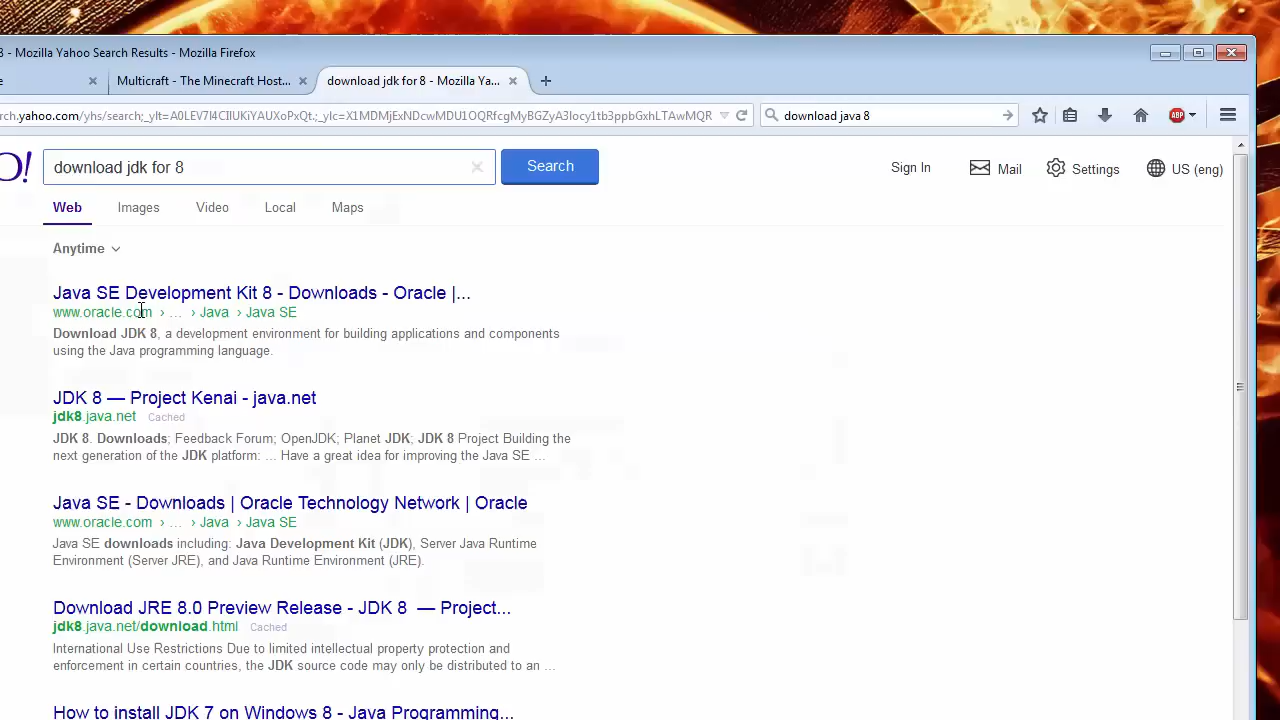 8 - Mozilla Yahoo Search Results - Mozilla Firefox
e Multicraft - The Minecraft Host... download jdk for 8 - Mozilla Ya...
rch.yahoo.com/yhs/search; download java 8
ABP
O! download jdk for 8 Search Sign In Mail Settings US (eng)
Web Images Video Local Maps
Anytime
Java SE Development Kit 8 - Downloads - Oracle |...
www.oracle.com › ... › Java › Java SE
Download JDK 8, a development environment for building applications and components
using the Java programming language.
JDK 8 — Project Kenai - java.net
jdk8.java.net Cached
JDK 8. Downloads; Feedback Forum; OpenJDK; Planet JDK; JDK 8 Project Building the
next generation of the JDK platform: ... Have a great idea for improving the Java SE ...
Java SE - Downloads | Oracle Technology Network | Oracle
www.oracle.com › ... › Java › Java SE
Java SE downloads including: Java Development Kit (JDK), Server Java Runtime
Environment (Server JRE), and Java Runtime Environment (JRE).
Download JRE 8.0 Preview Release - JDK 8 — Project...
jdk8.java.net/download.html Cached
International Use Restrictions Due to limited intellectual property protection and
enforcement in certain countries, the JDK source code may only be distributed to an ...
How to install JDK 7 on Windows 8 - Java Programming...